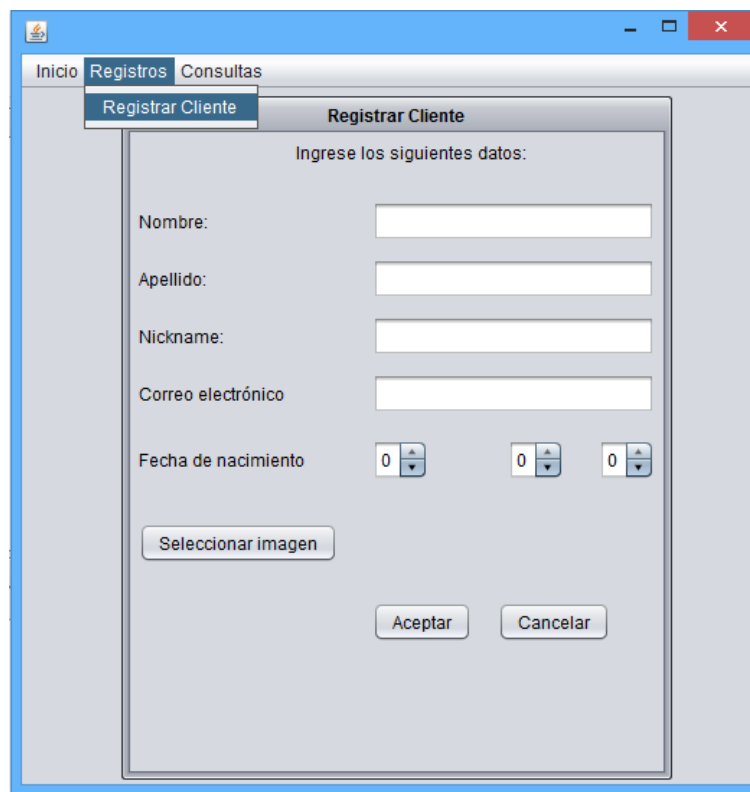 Inicio Registros Consultas
Registrar Cliente
Registrar Cliente
Ingrese los siguientes datos:
Nombre:
Apellido:
Nickname:
Correo electrónico
Fecha de nacimiento 0 0 0
Seleccionar imagen
Aceptar Cancelar